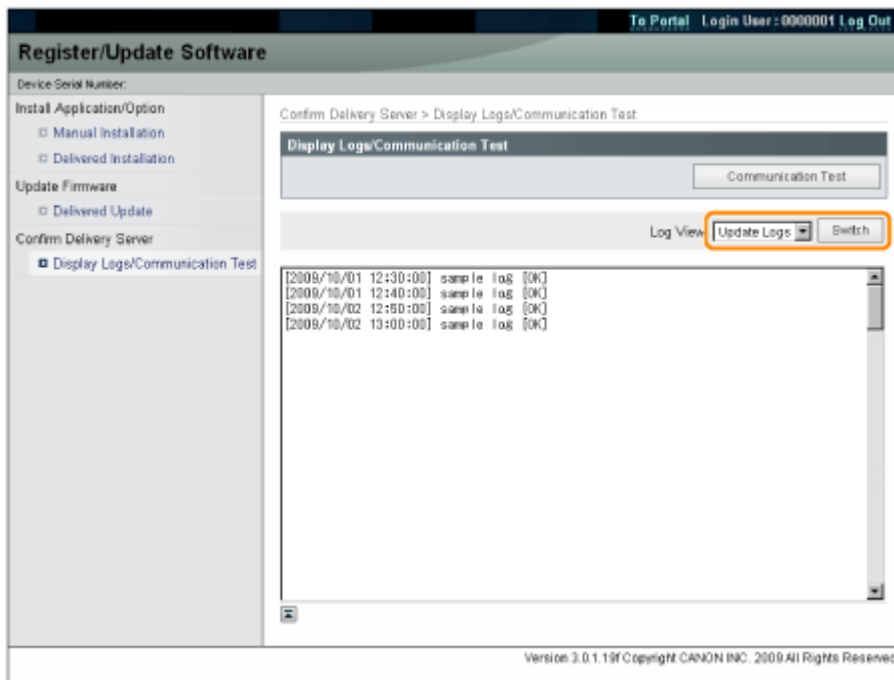 To Portal Login User : 0000001 Log Out
Register/Update Software
Device Serial Number:
Install Application/Option
Manual Installation
Delivered Installation
Update Firmware
Delivered Update
Confirm Delivery Server
Display Logs/Communication Test
Confirm Delivery Server > Display Logs/Communication Test
Display Logs/Communication Test
Communication Test
Log View Update Logs Switch
[2009/10/01 12:30:00] sample log [OK]
[2009/10/01 12:40:00] sample log [OK]
[2009/10/02 12:50:00] sample log [OK]
[2009/10/02 13:00:00] sample log [OK]
Version 3.0.1.19f Copyright CANON INC. 2009 All Rights Reserved